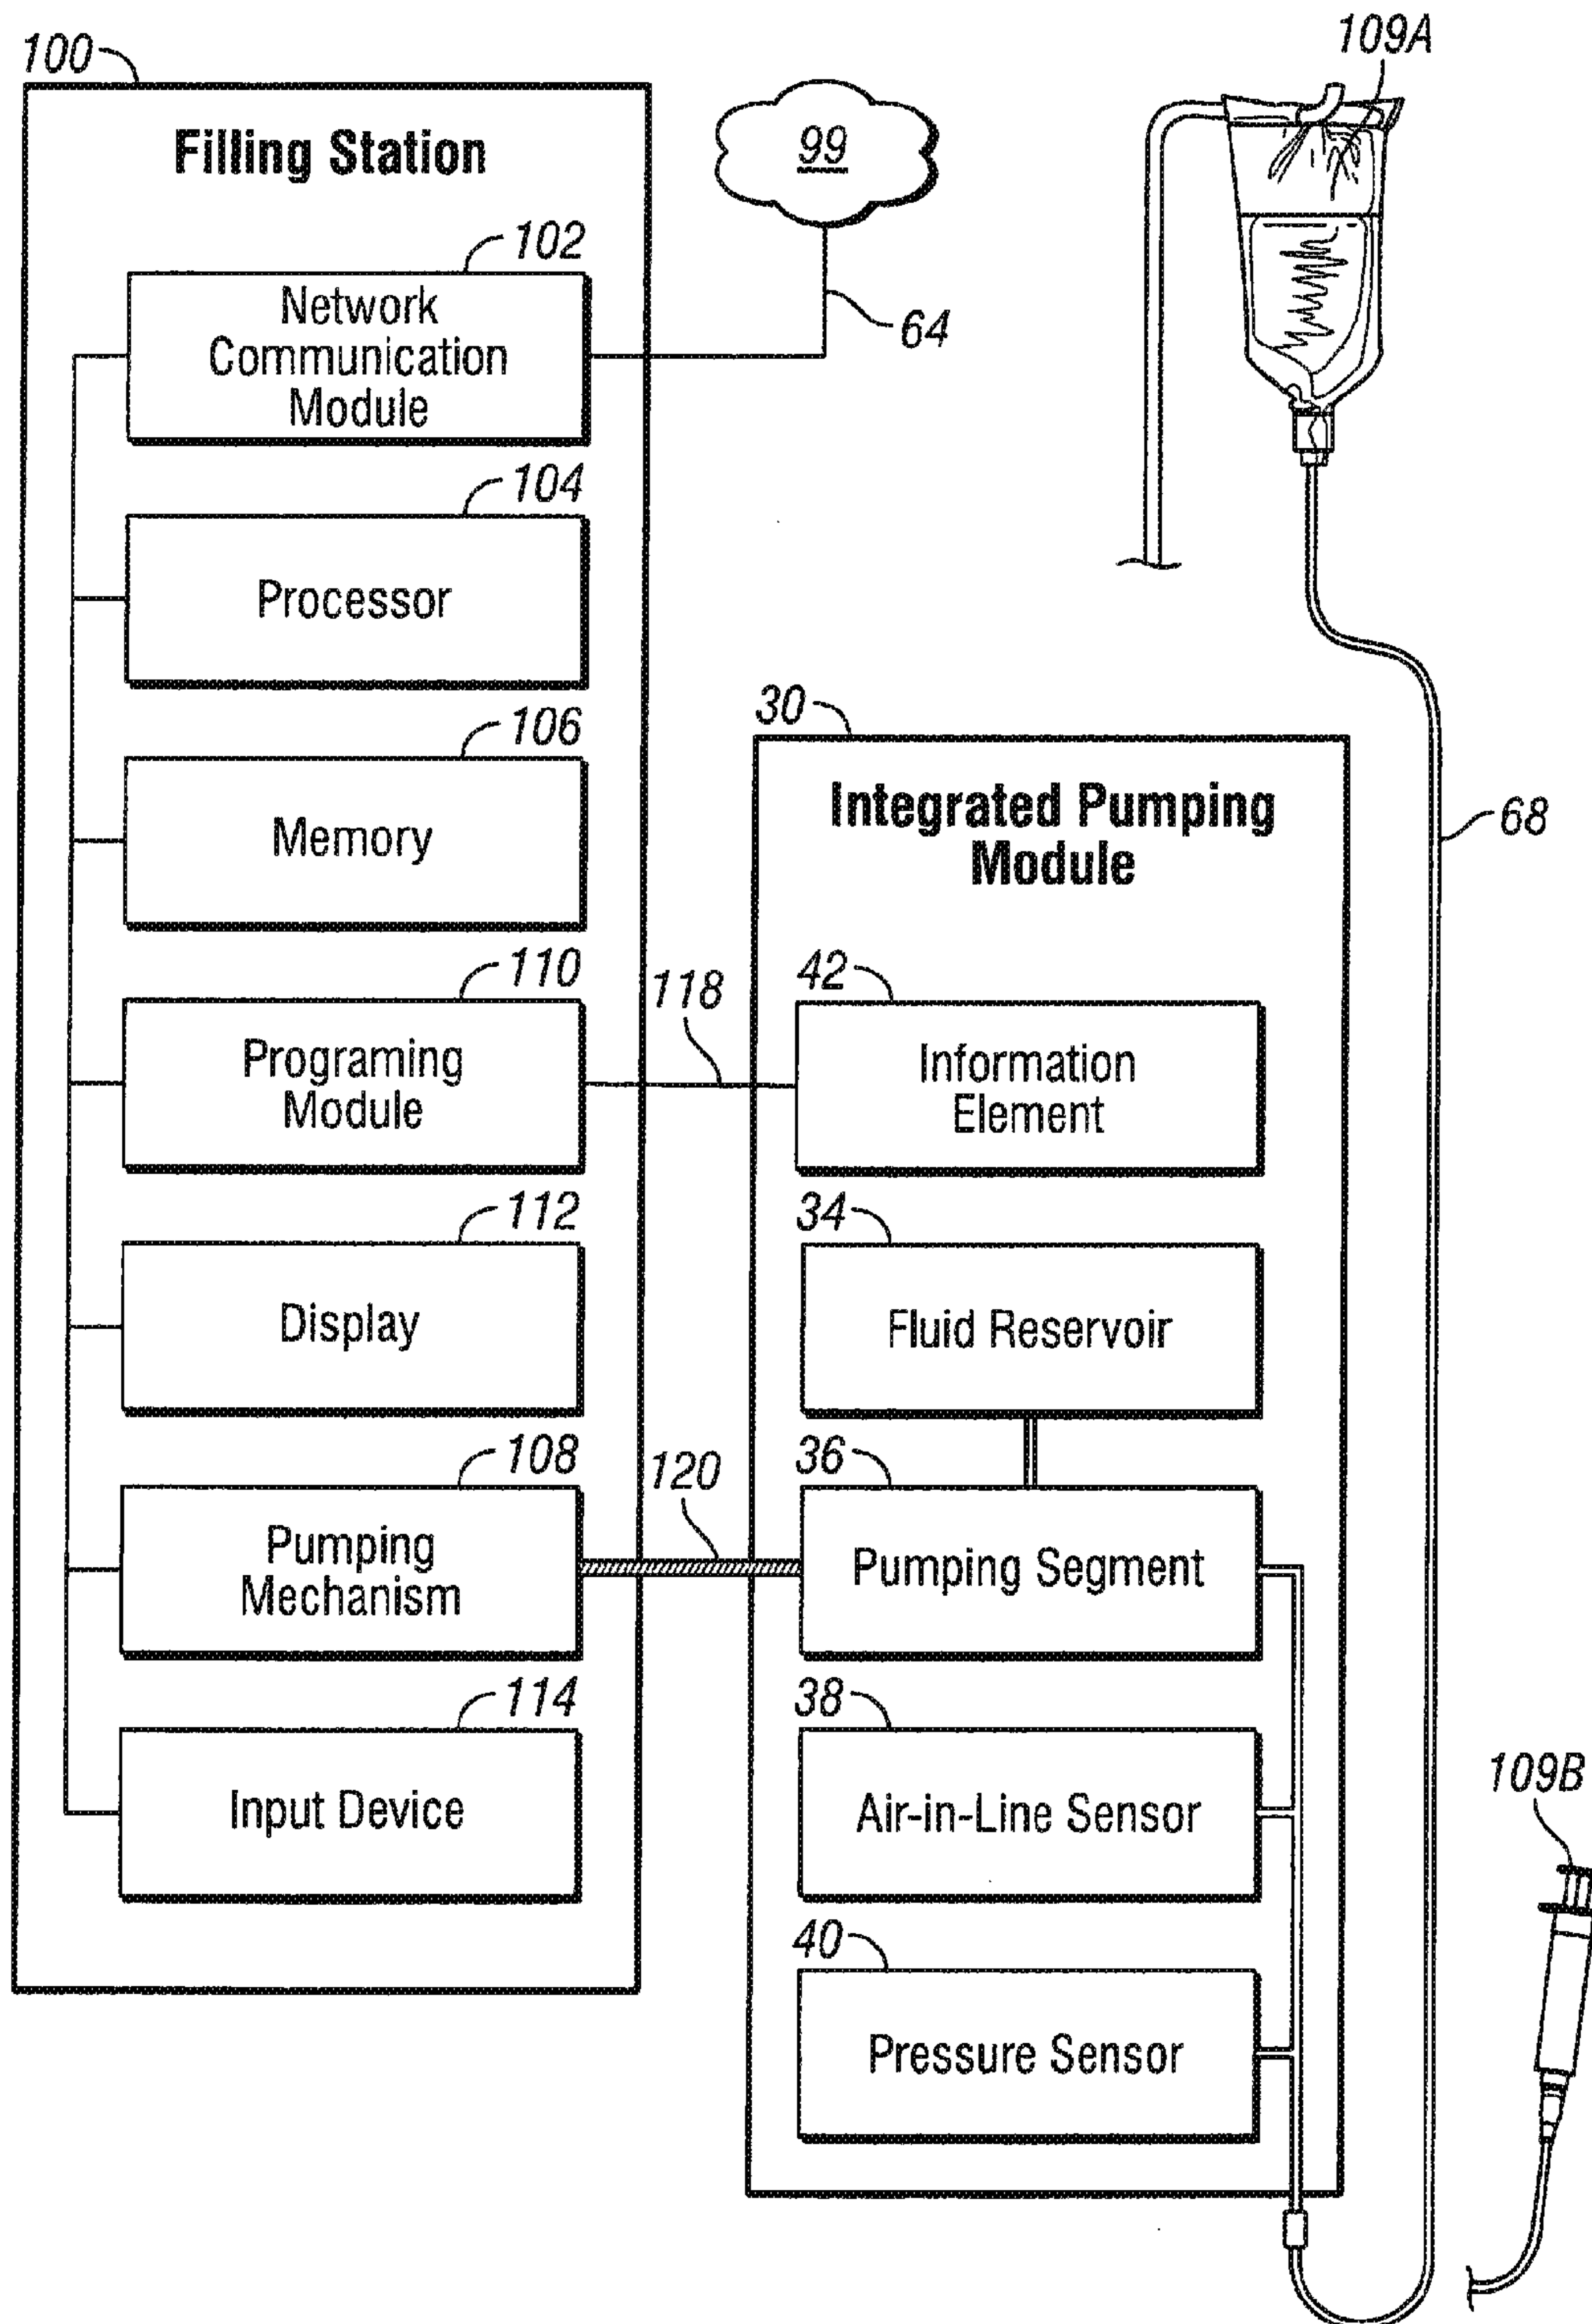 100
Filling Station
99
109A
102
Network
Communication
Module
64
104
Processor
106
Memory
30
Integrated Pumping
Module
68
110
Programing
Module
118
42
Information
Element
112
Display
34
Fluid Reservoir
108
Pumping
Mechanism
120
36
Pumping Segment
114
Input Device
38
Air-in-Line Sensor
109B
40
Pressure Sensor